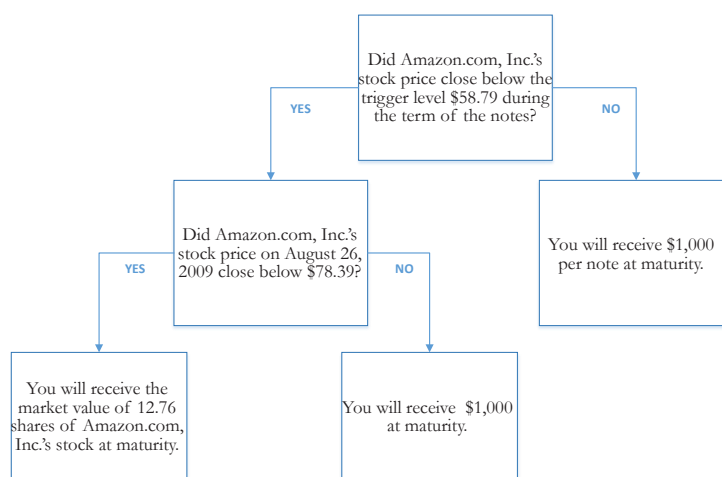 Did Amazon.com, Inc.'s
stock price close below the
trigger level $58.79 during
the term of the notes?
YES
NO
Did Amazon.com, Inc.'s
stock price on August 26,
2009 close below $78.39?
You will receive $1,000
per note at maturity.
YES
NO
You will receive the
market value of 12.76
shares of Amazon.com,
Inc.'s stock at maturity.
You will receive $1,000
at maturity.